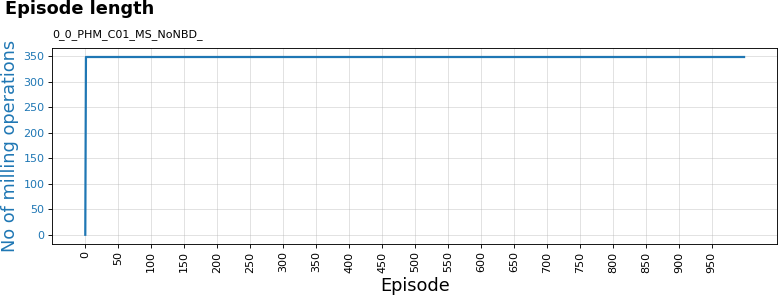 Episode length
0_0_PHM_C01_MS_NoNBD_
No of milling operations
350
300
250
200
150
100
50
0
0 50 100 150 200 250 300 350 400 450 500 550 600 650 700 750 800 850 900 950
Episode